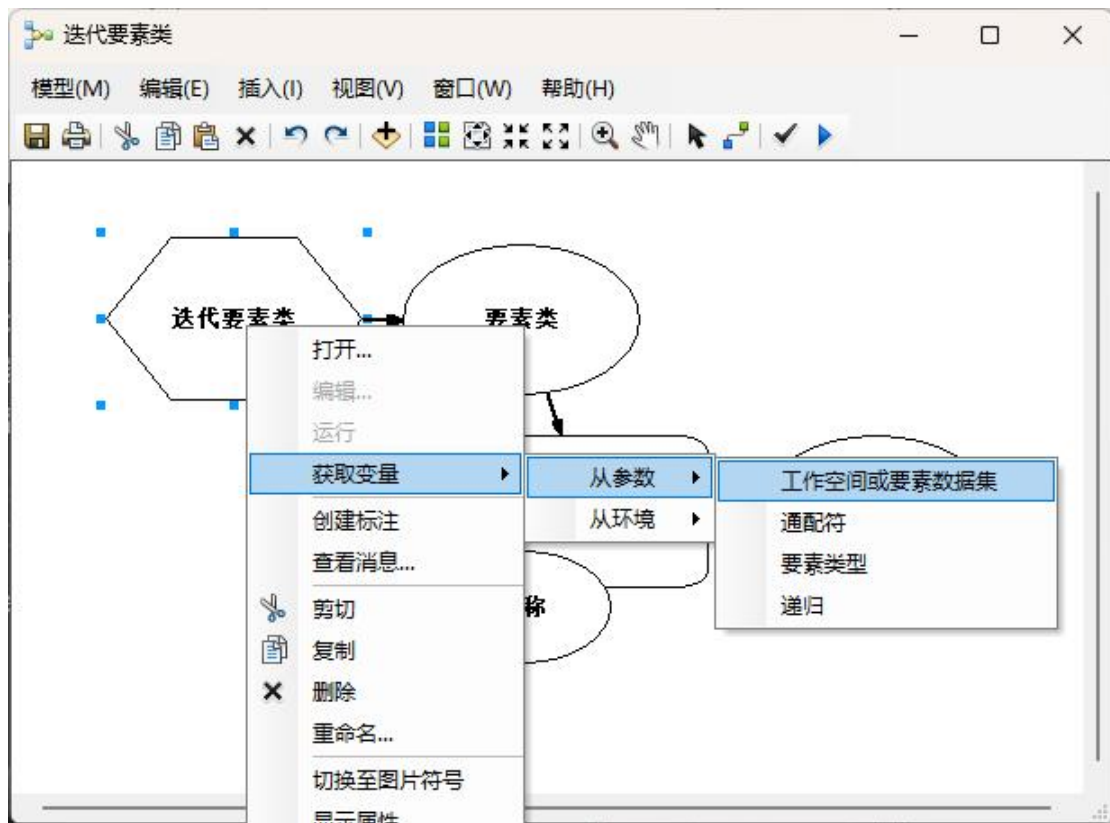 迭代要素类
模型(M) 编辑(E) 插入(I) 视图(V) 窗口(W) 帮助(H)
迭代要素类
要素类
打开...
编辑...
运行
获取变量
从参数
工作空间或要素数据集
创建标注
从环境
通配符
查看消息...
要素类型
剪切
称
递归
复制
删除
重命名...
切换至图片符号
显示属性